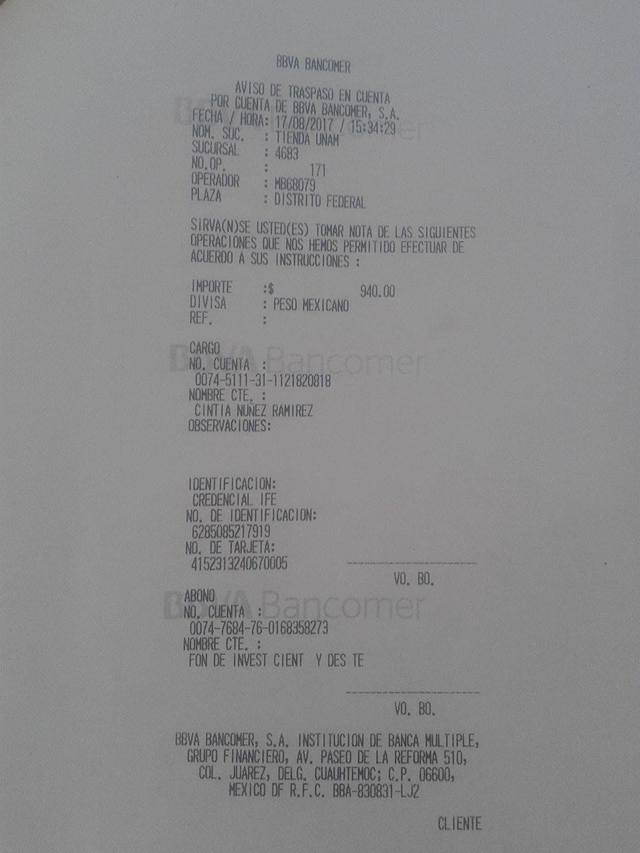 BBVA BANCOMER
AVISO DE TRASPASO EN CUENTA
POR CUENTA DE BBVA BANCOMER, S.A.
FECHA / HORA: 17/08/2017 / 15:34:29
NOM. SUC. : TIENDA UNAM
SUCURSAL : 4683
NO.OP. : 171
OPERADOR : MB68079
PLAZA : DISTRITO FEDERAL
SIRVA(N)SE USTED(ES) TOMAR NOTA DE LAS SIGUIENTES
OPERACIONES QUE NOS HEMOS PERMITIDO EFECTUAR DE
ACUERDO A SUS INSTRUCCIONES :
IMPORTE :$ 940.00
DIVISA : PESO MEXICANO
REF. :
CARGO
BBVA Bancomer
NO. CUENTA :
0074-5111-31-1121820818
NOMBRE CTE. :
CINTIA NUÑEZ RAMIREZ
OBSERVACIONES:
IDENTIFICACION:
CREDENCIAL IFE
NO. DE IDENTIFICACION:
6285085217919
NO. DE TARJETA:
4152313240670005
VO. BO.
ABONO
BBVA Bancomer
NO. CUENTA :
0074-7684-76-0168358273
NOMBRE CTE. :
FON DE INVEST CIENT Y DES TE
VO. BO.
BBVA BANCOMER, S.A. INSTITUCION DE BANCA MULTIPLE,
GRUPO FINANCIERO, AV. PASEO DE LA REFORMA 510,
COL. JUAREZ, DELG. CUAUHTEMOC; C.P. 06600,
MEXICO DF R.F.C. BBA-830831-LJ2
CLIENTE